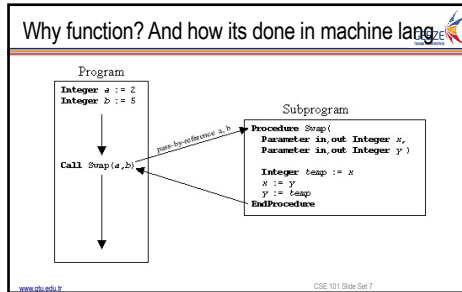 Why function? And how its done in machine lang
Program
Integer a := 2
Integer b := 5
Call Swap(a,b)
pass-by-reference a, b
Subprogram
Procedure Swap(
Parameter in,out Integer x,
Parameter in,out Integer y )
Integer temp := x
x := y
y := temp
EndProcedure
www.gtu.edu.tr
CSE 101 Slide Set 7